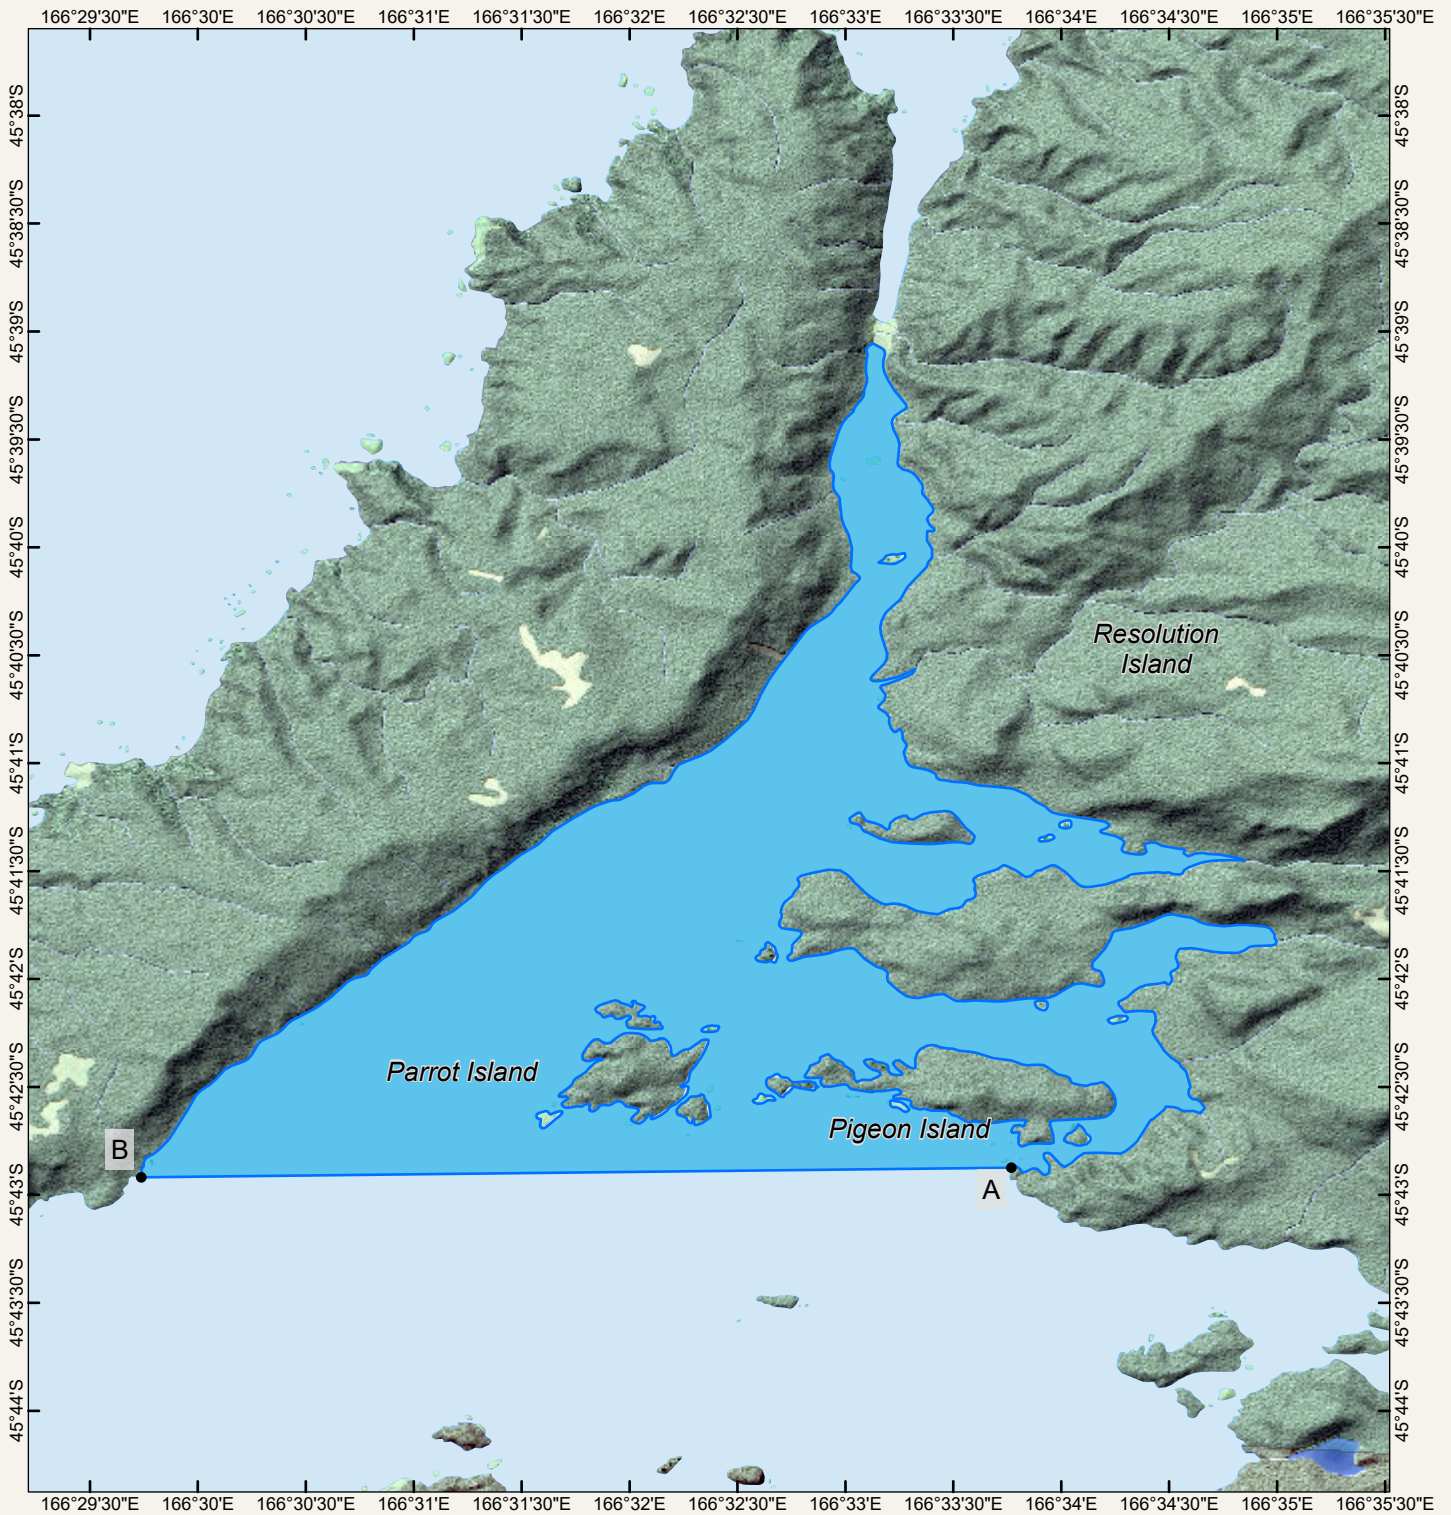 166°29'30"E 166°30'E 166°30'30"E 166°31'E 166°31'30"E 166°32'E 166°32'30"E 166°33'E 166°33'30"E 166°34'E 166°34'30"E 166°35'E 166°35'30"E
45°38'S
45°38'30"S
45°39'S
45°39'30"S
45°40'S
45°40'30"S
45°41'S
45°41'30"S
45°42'S
45°42'30"S
45°43'S
45°43'30"S
45°44'S
Resolution
Island
Parrot Island
Pigeon Island
B
A
45°38'S
45°38'30"S
45°39'S
45°39'30"S
45°40'S
45°40'30"S
45°41'S
45°41'30"S
45°42'S
45°42'30"S
45°43'S
45°43'30"S
45°44'S
166°29'30"E 166°30'E 166°30'30"E 166°31'E 166°31'30"E 166°32'E 166°32'30"E 166°33'E 166°33'30"E 166°34'E 166°34'30"E 166°35'E 166°35'30"E